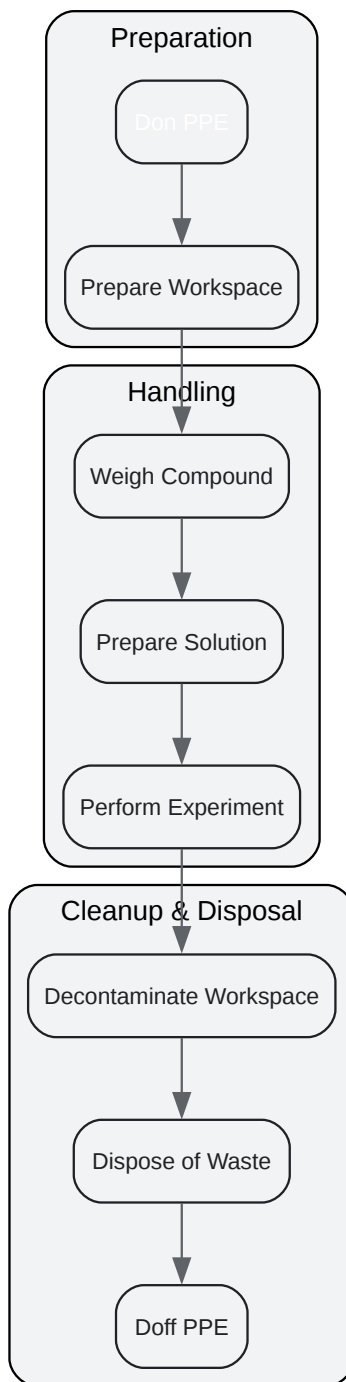 Preparation
Don PPE
Prepare Workspace
Handling
Weigh Compound
Prepare Solution
Perform Experiment
Cleanup & Disposal
Decontaminate Workspace
Dispose of Waste
Doff PPE